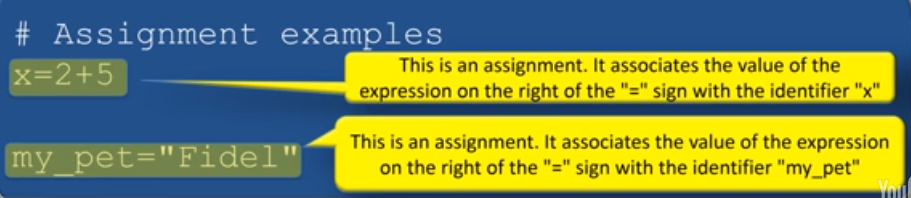 # Assignment examples
x=2+5
This is an assignment. It associates the value of the
expression on the right of the "=" sign with the identifier "x"
my_pet="Fidel"
This is an assignment. It associates the value of the expression
on the right of the "=" sign with the identifier "my_pet"